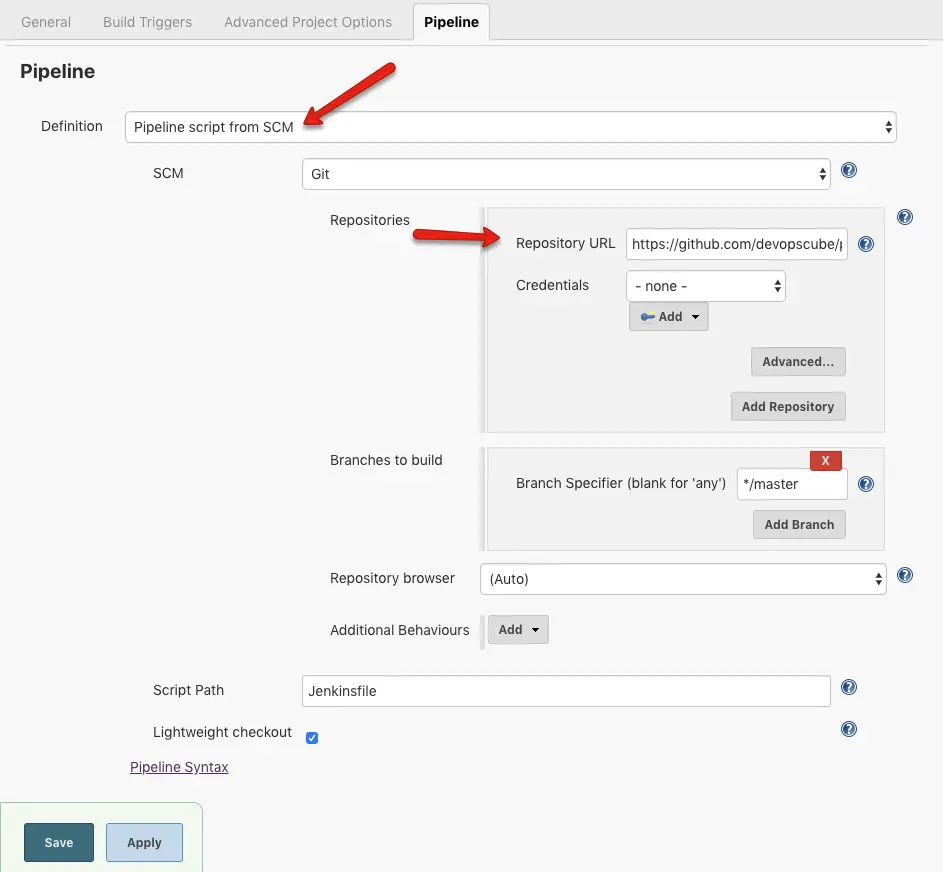 General Build Triggers Advanced Project Options Pipeline
Pipeline
Definition Pipeline script from SCM
SCM Git
Repositories
Repository URL https://github.com/devopscube/
Credentials - none -
Add
Advanced...
Add Repository
Branches to build
X
Branch Specifier (blank for 'any') */master
Add Branch
Repository browser (Auto)
Additional Behaviours Add
Script Path Jenkinsfile
Lightweight checkout
Pipeline Syntax
Save Apply